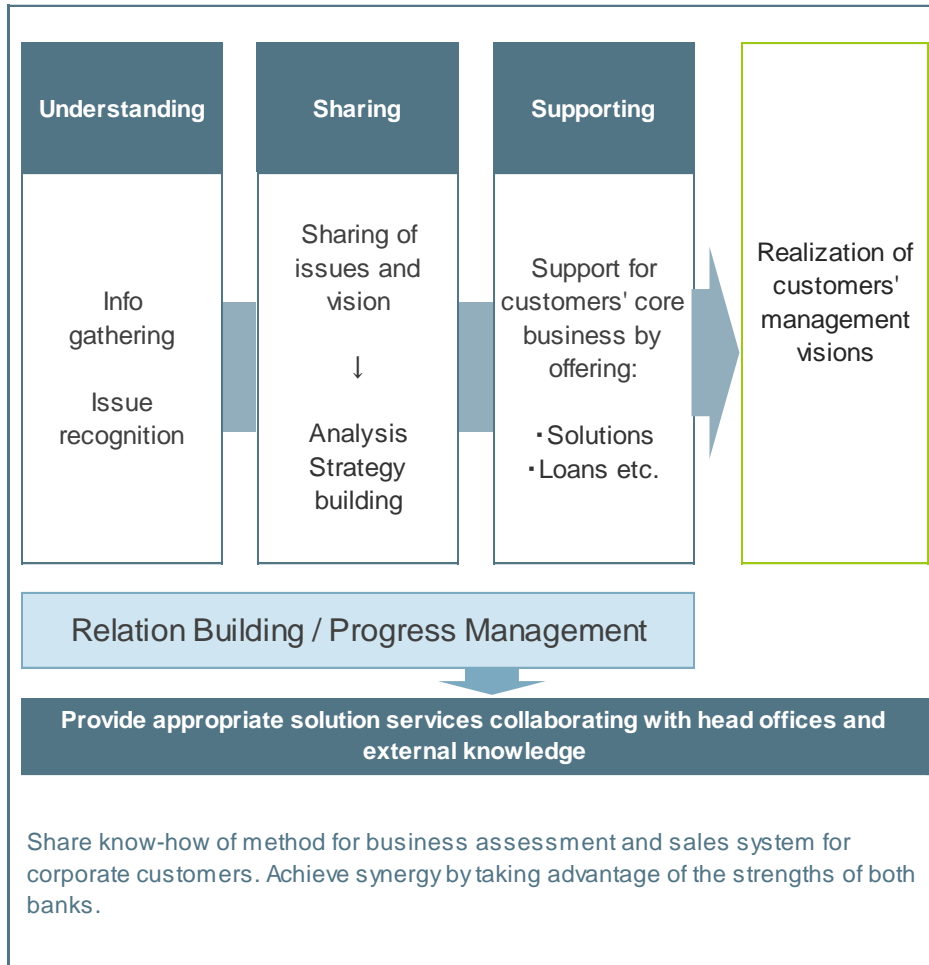 Understanding
Info
gathering
Issue
recognition
Sharing
Sharing of
issues and
vision
↓
Analysis
Strategy
building
Supporting
Support for
customers' core
business by
offering:
・Solutions
・Loans etc.
Realization of
customers'
management
visions
Relation Building / Progress Management
Provide appropriate solution services collaborating with head offices and
external knowledge
Share know-how of method for business assessment and sales system for
corporate customers. Achieve synergy by taking advantage of the strengths of both
banks.